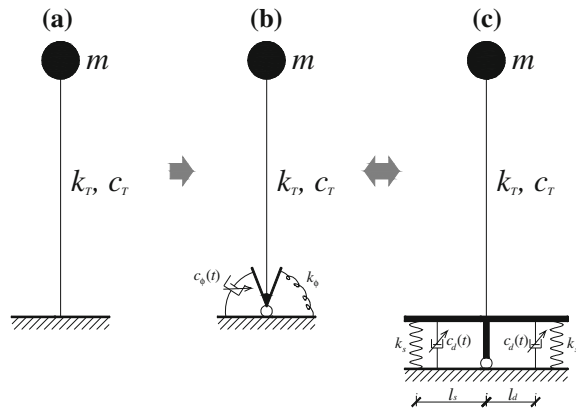 (a) (b) (c)
m m m
k_T, c_T k_T, c_T k_T, c_T
c_ϕ(t) k_ϕ
k_s c_d(t) c_d(t) k_s
l_s l_d